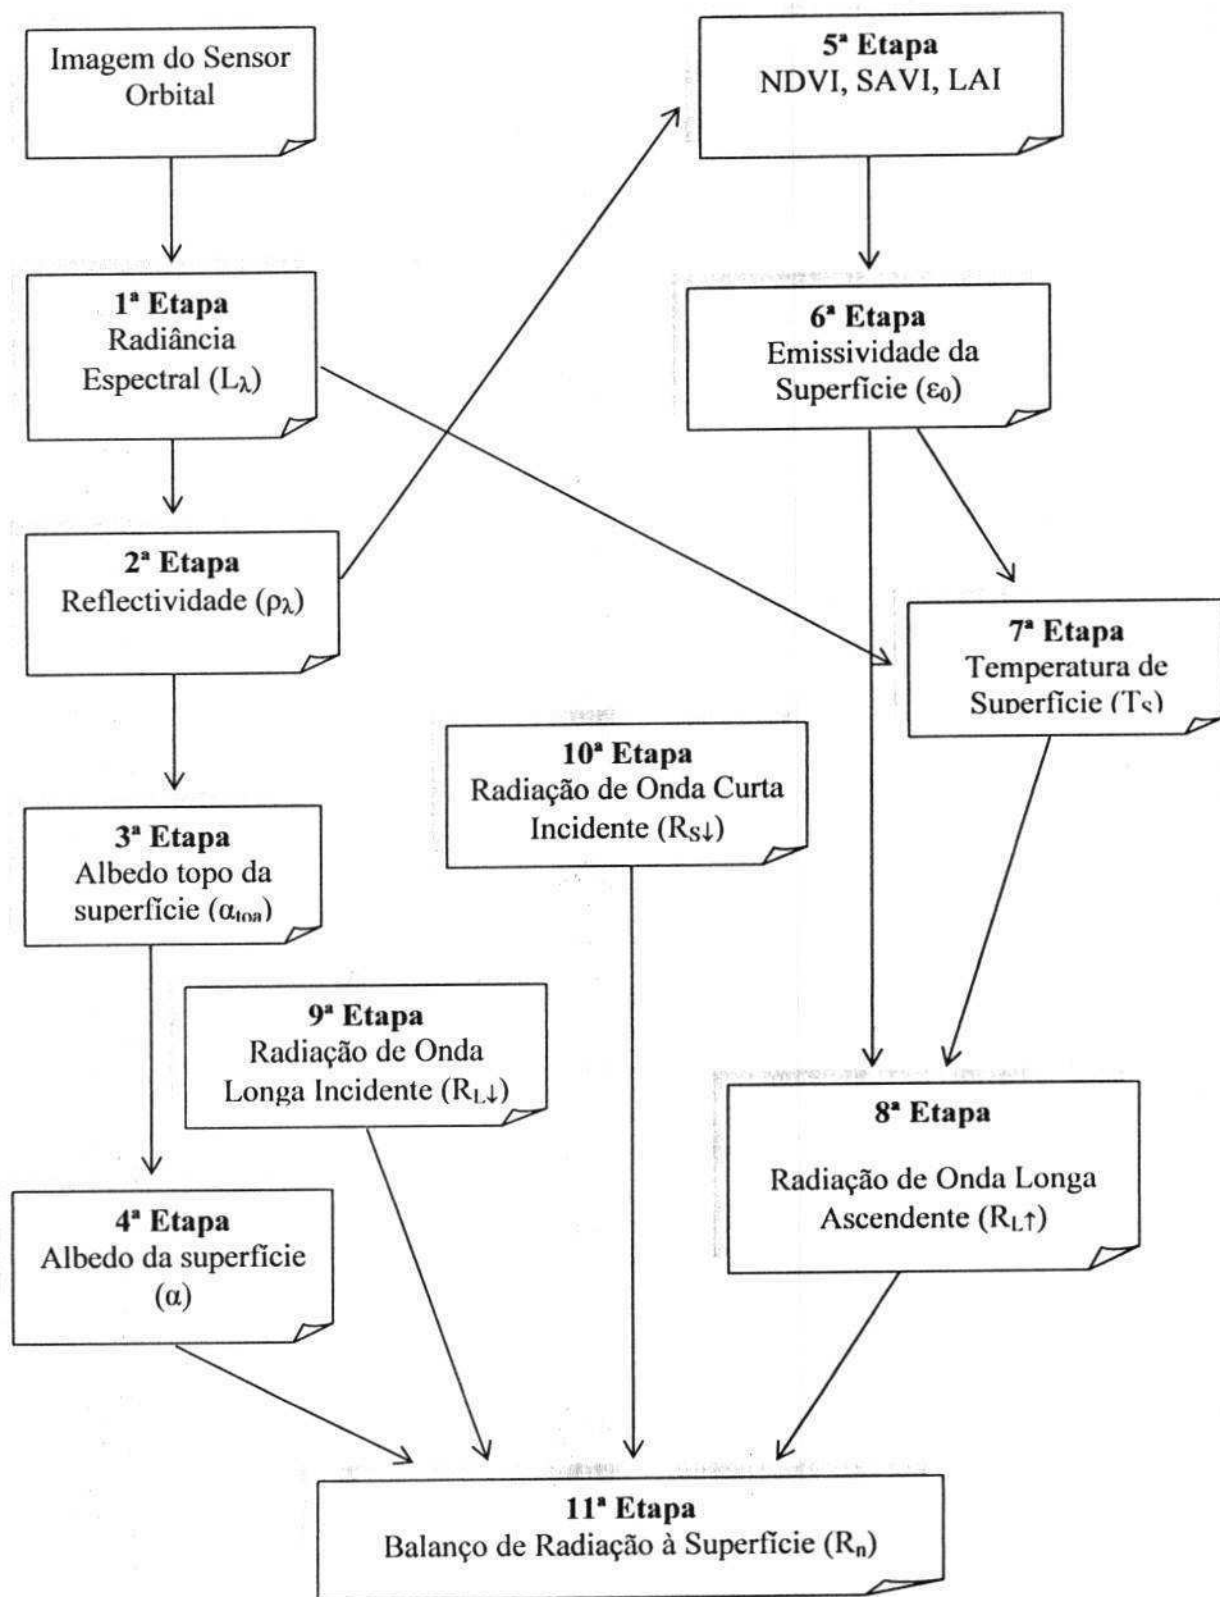 Imagem do Sensor
Orbital
1ª Etapa
Radiância
Espectral (Lλ)
2ª Etapa
Reflectividade (ρλ)
3ª Etapa
Albedo topo da
superfície (αtoa)
4ª Etapa
Albedo da superfície
(α)
5ª Etapa
NDVI, SAVI, LAI
6ª Etapa
Emissividade da
Superfície (ε₀)
7ª Etapa
Temperatura de
Superfície (TS)
8ª Etapa
Radiação de Onda Longa
Ascendente (RL↑)
9ª Etapa
Radiação de Onda
Longa Incidente (RL↓)
10ª Etapa
Radiação de Onda Curta
Incidente (RS↓)
11ª Etapa
Balanço de Radiação à Superfície (Rn)